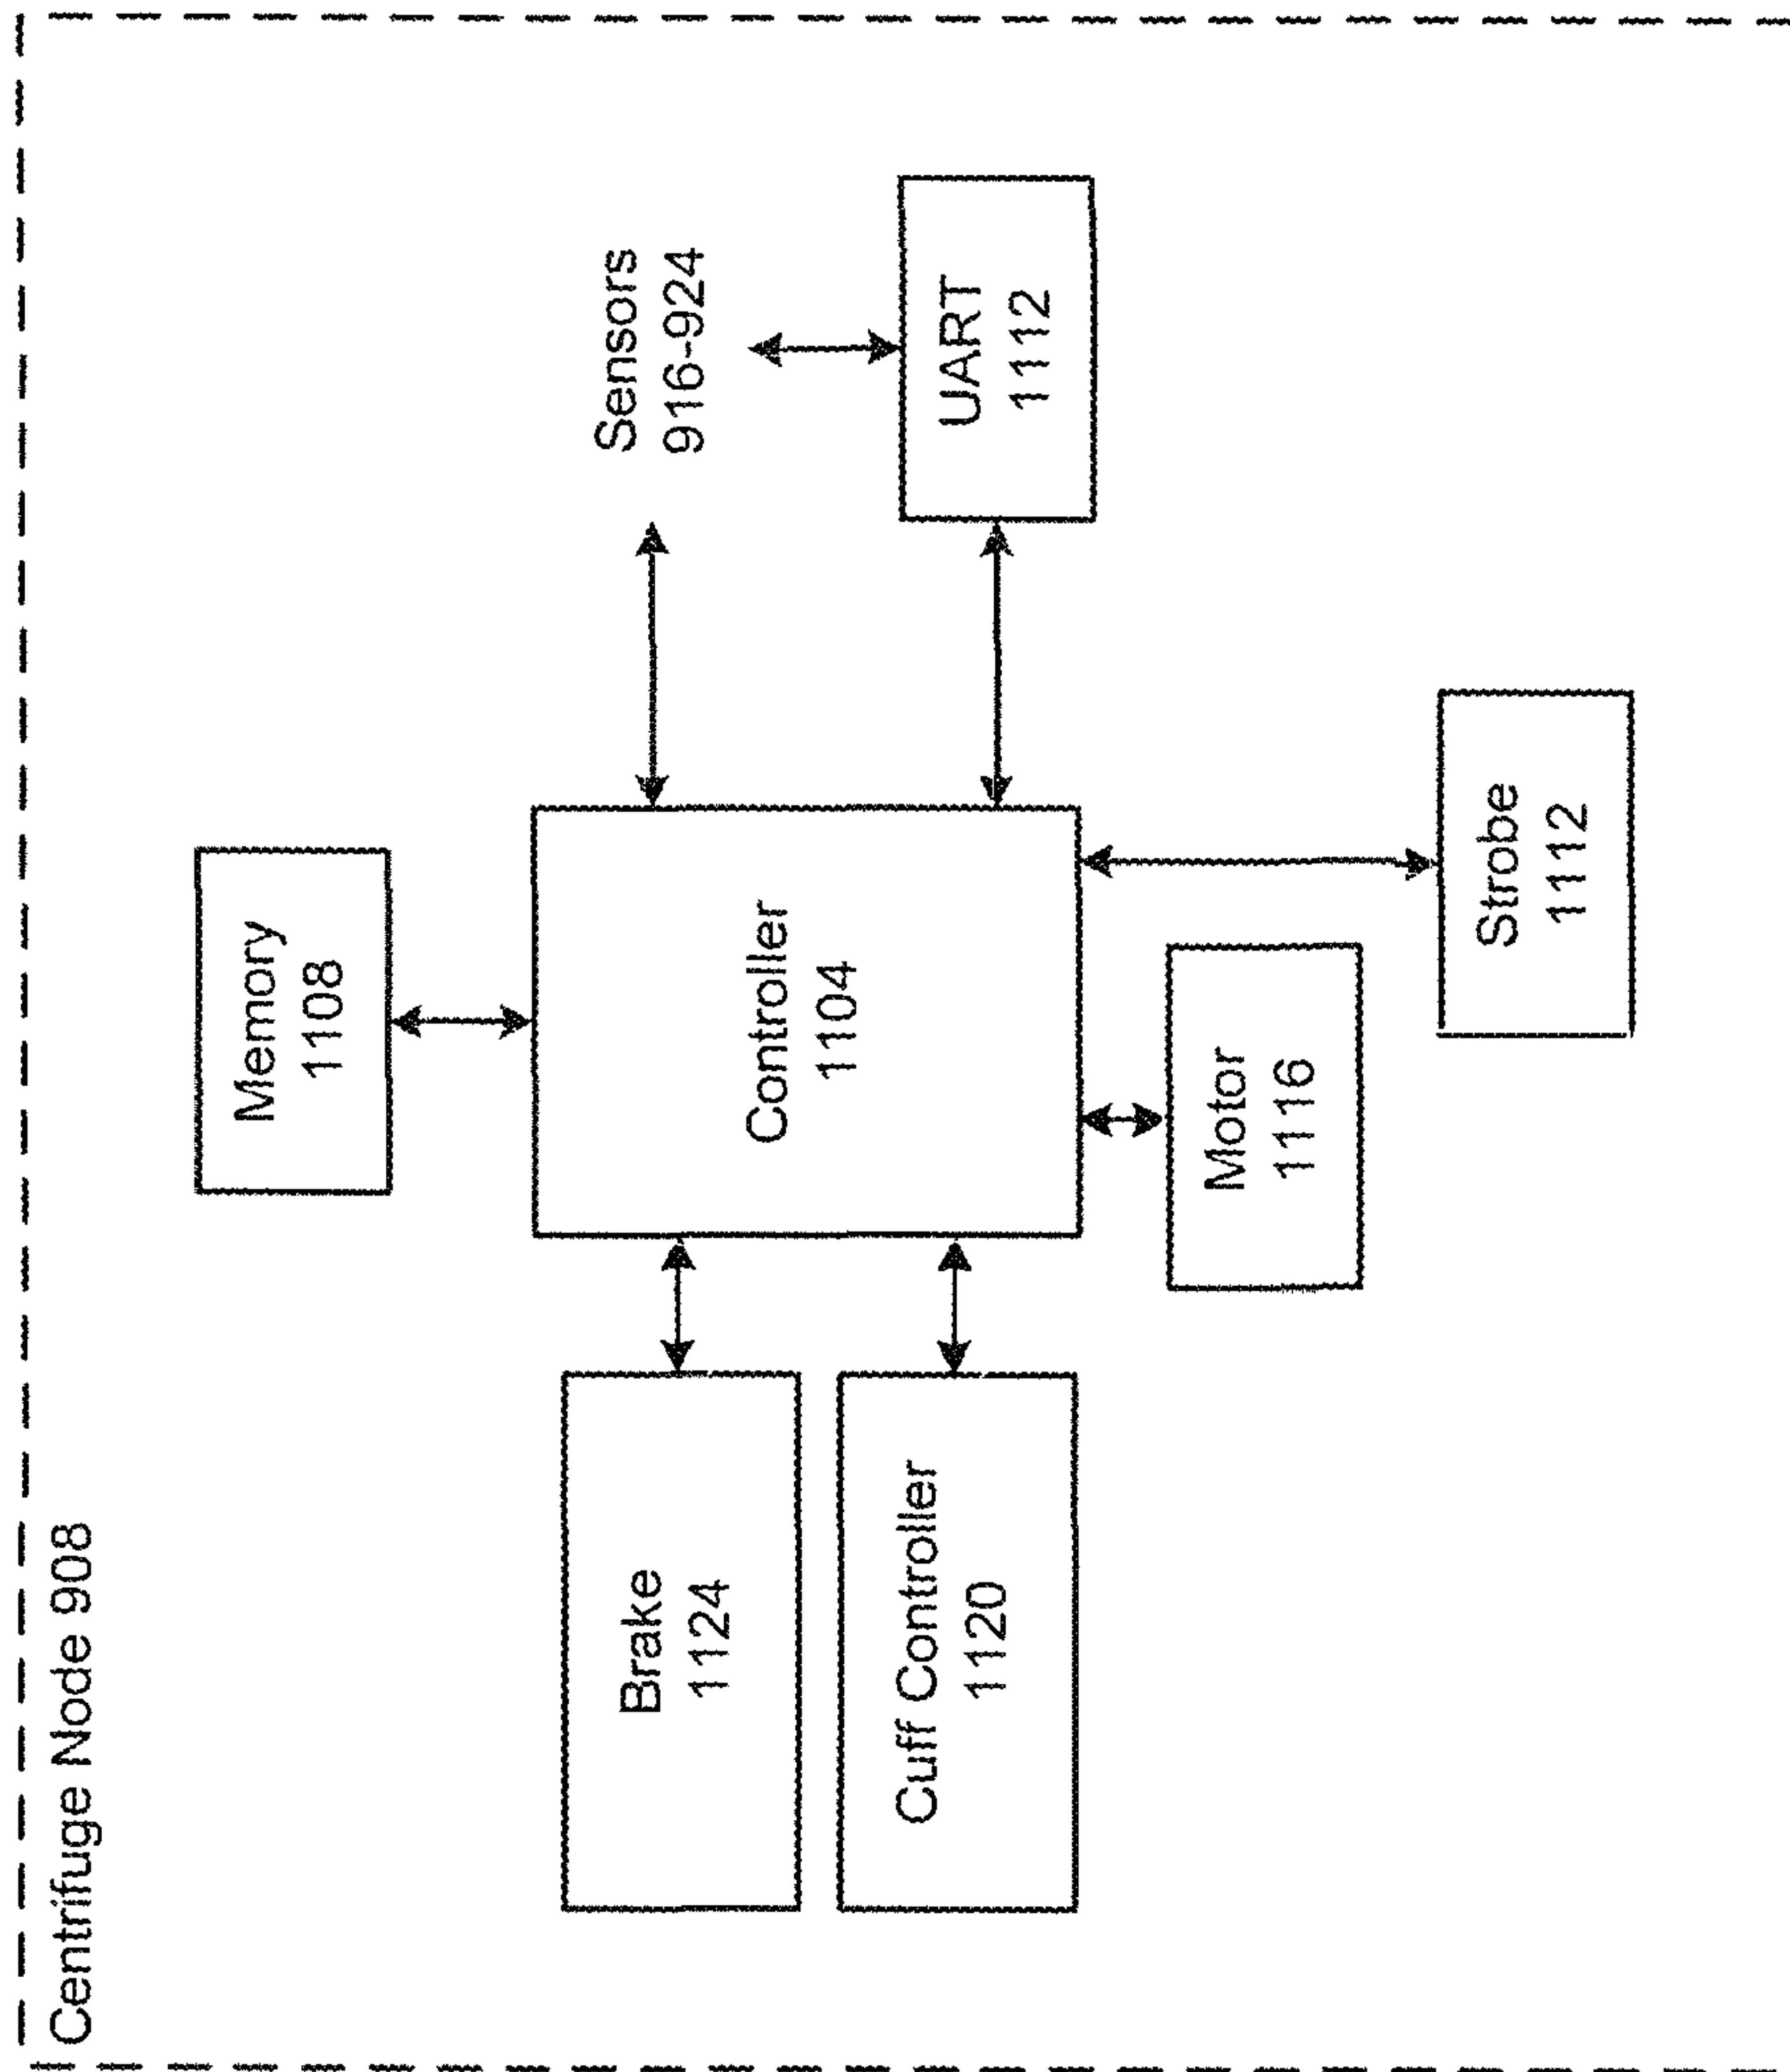 Centrifuge Node 908
Memory
1108
Brake
1124
Controller
1104
Sensors
916-924
Cuff Controller
1120
UART
1112
Motor
1116
Strobe
1112